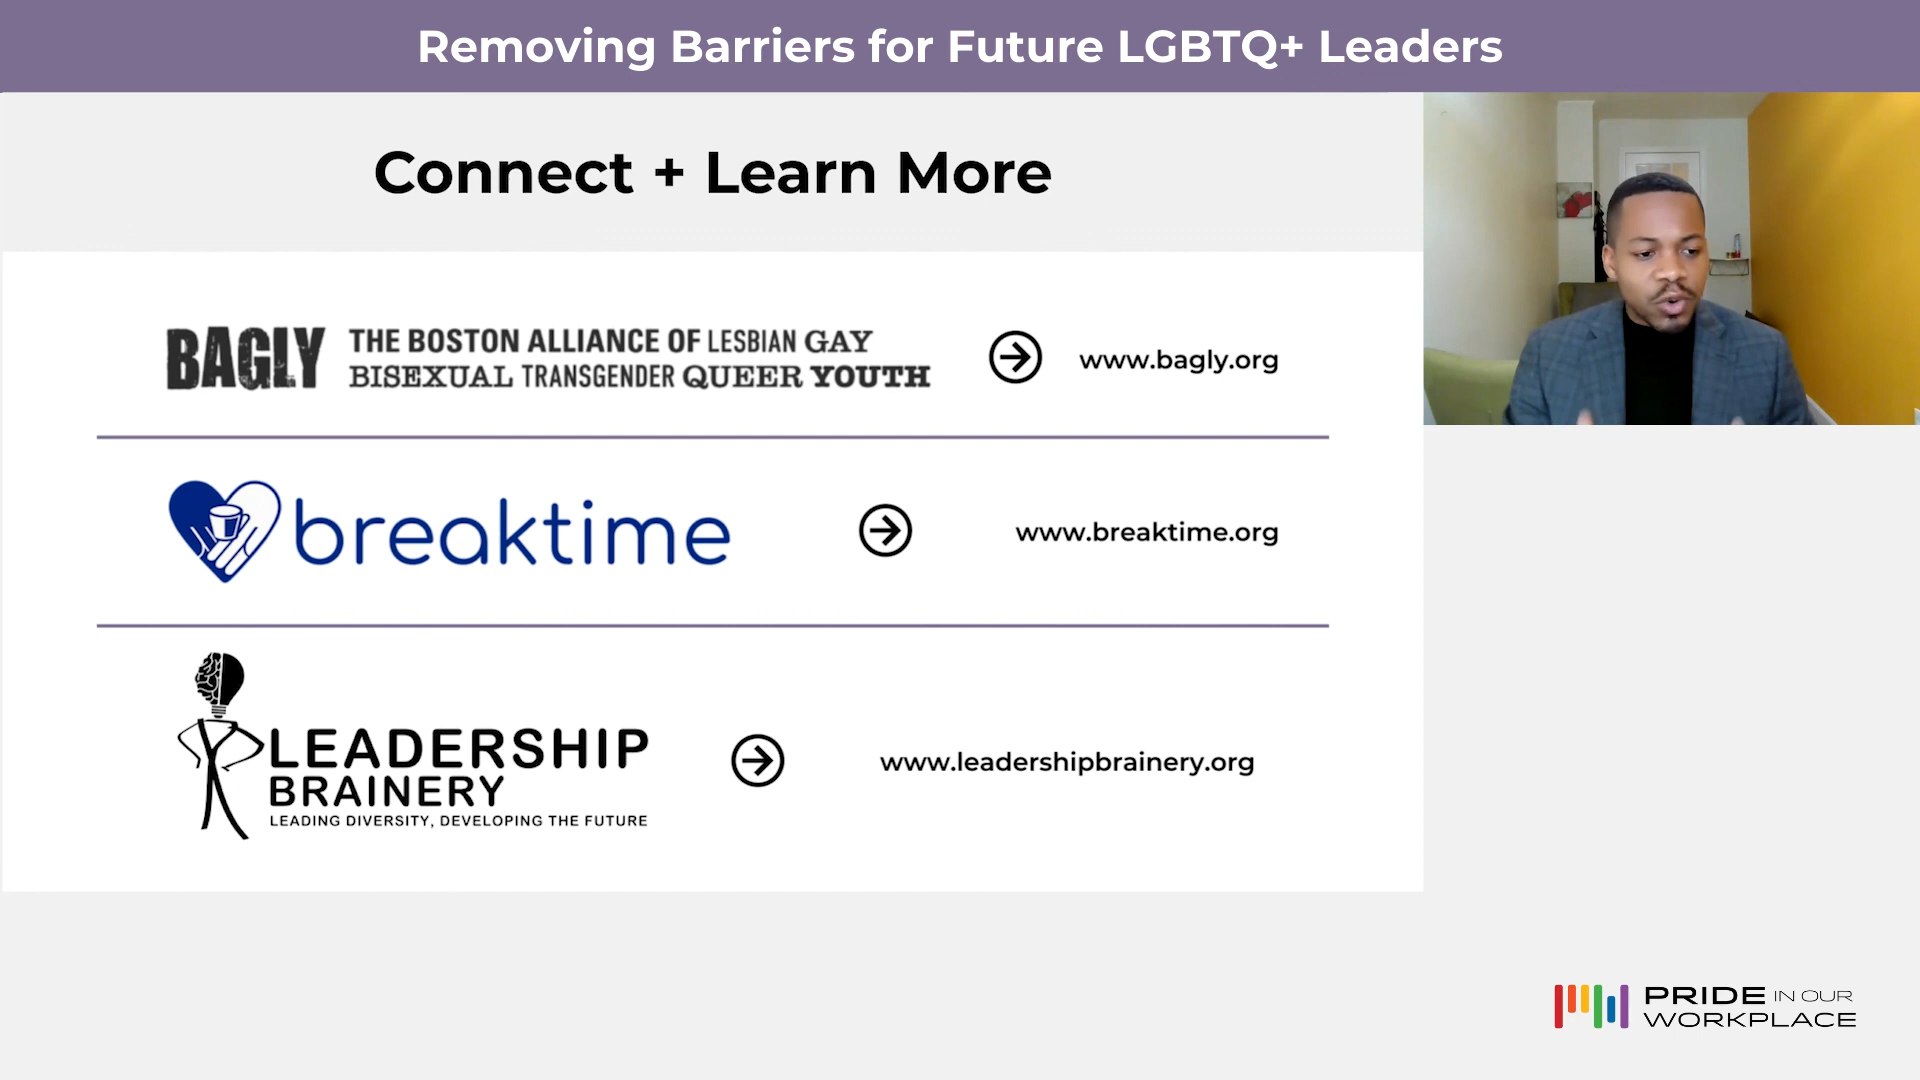 Removing Barriers for Future LGBTQ+ Leaders
Connect + Learn More
BAGLY THE BOSTON ALLIANCE OF LESBIAN GAY
BISEXUAL TRANSGENDER QUEER YOUTH
www.bagly.org
breaktime
www.breaktime.org
LEADERSHIP
BRAINERY
LEADING DIVERSITY, DEVELOPING THE FUTURE
www.leadershipbrainery.org
PRIDE IN OUR
WORKPLACE